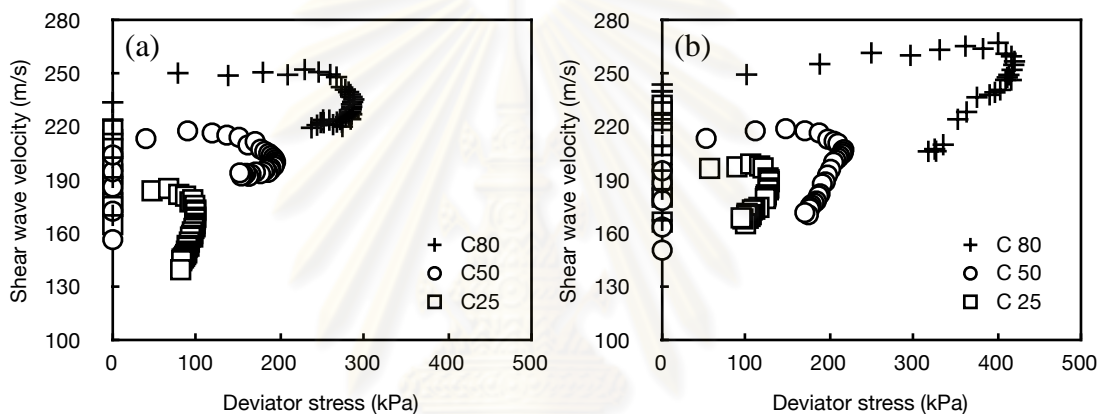 280
250
220
190
160
130
100
Shear wave velocity (m/s)
(a)
C80
C50
C25
0 100 200 300 400 500
Deviator stress (kPa)
280
250
220
190
160
130
100
Shear wave velocity (m/s)
(b)
C 80
C 50
C 25
0 100 200 300 400 500
Deviator stress (kPa)